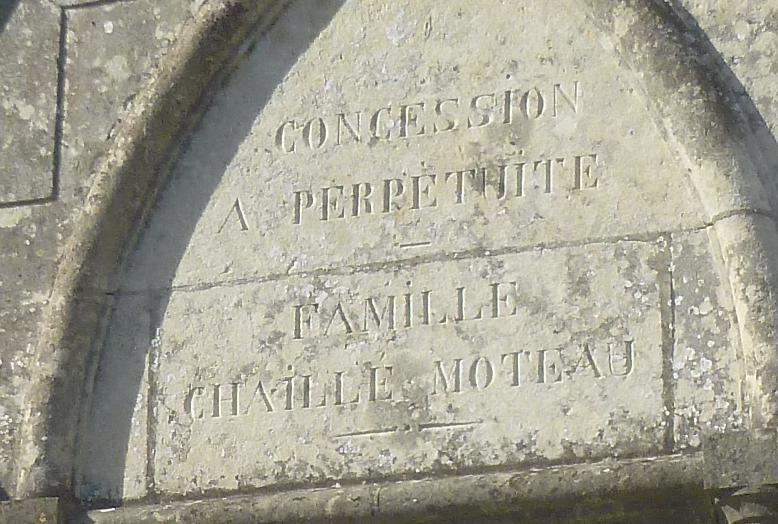 CONCESSION
A PERPÉTUITÉ
FAMILLE
CHAILLÉ MOTEAU